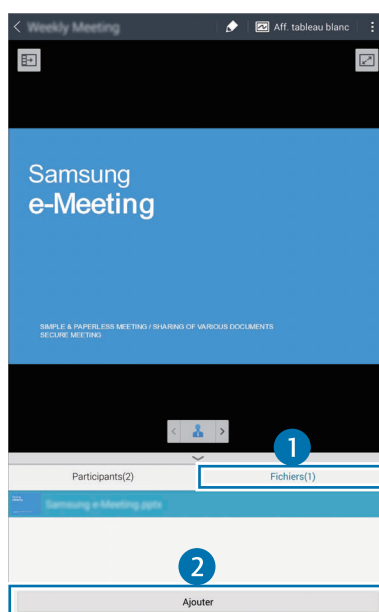 Weekly Meeting
Aff. tableau blanc
Samsung
e-Meeting
SIMPLE & PAPERLESS MEETING / SHARING OF VARIOUS DOCUMENTS
SECURE MEETING
1
Participants(2)
Fichiers(1)
Samsung e-Meeting.pptx
2
Ajouter